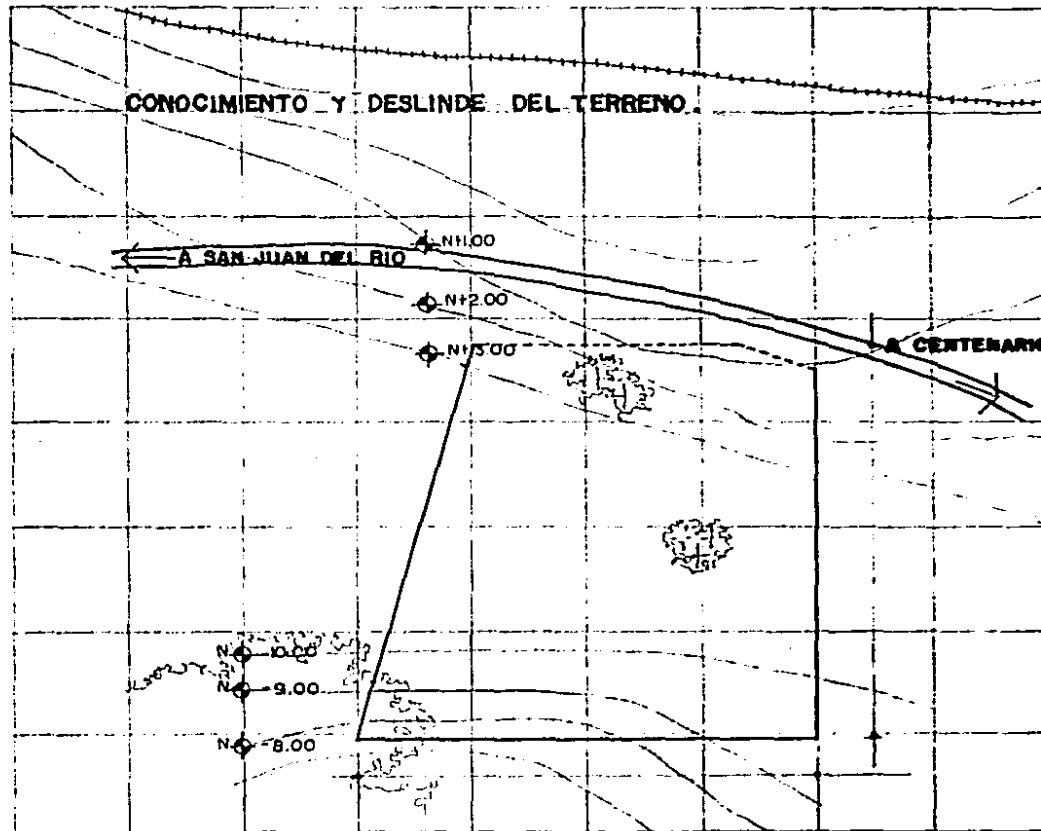 CONOCIMIENTO Y DESLINDE DEL TERRENO.
N+1.00
A SAN JUAN DEL RIO
N+2.00
N+3.00
A CENTENARIO
N -10.00
N -9.00
N -8.00